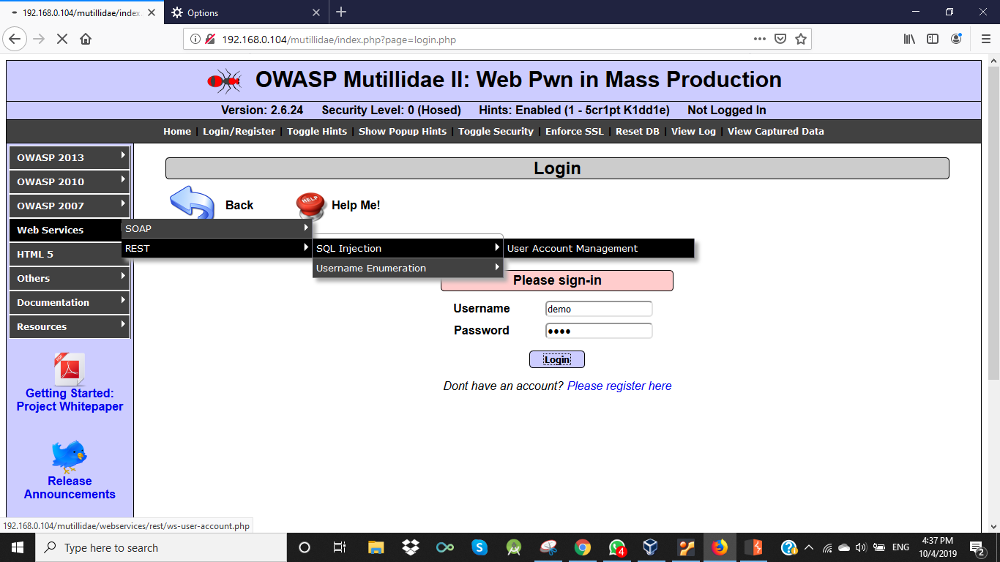 192.168.0.104/mutillidae/index.
Options
192.168.0.104/mutillidae/index.php?page=login.php
OWASP Mutillidae II: Web Pwn in Mass Production
Version: 2.6.24 Security Level: 0 (Hosed) Hints: Enabled (1 - 5cr1pt K1dd1e) Not Logged In
Home | Login/Register | Toggle Hints | Show Popup Hints | Toggle Security | Enforce SSL | Reset DB | View Log | View Captured Data
OWASP 2013
OWASP 2010
OWASP 2007
Web Services
HTML 5
Others
Documentation
Resources
SOAP
REST
SQL Injection
Username Enumeration
User Account Management
Login
Back
HELP
Help Me!
Please sign-in
Username demo
Password ••••
Login
Dont have an account? Please register here
PDF
Getting Started:
Project Whitepaper
Release
Announcements
192.168.0.104/mutillidae/webservices/rest/ws-user-account.php
Type here to search
4
ENG
4:37 PM
10/4/2019
2